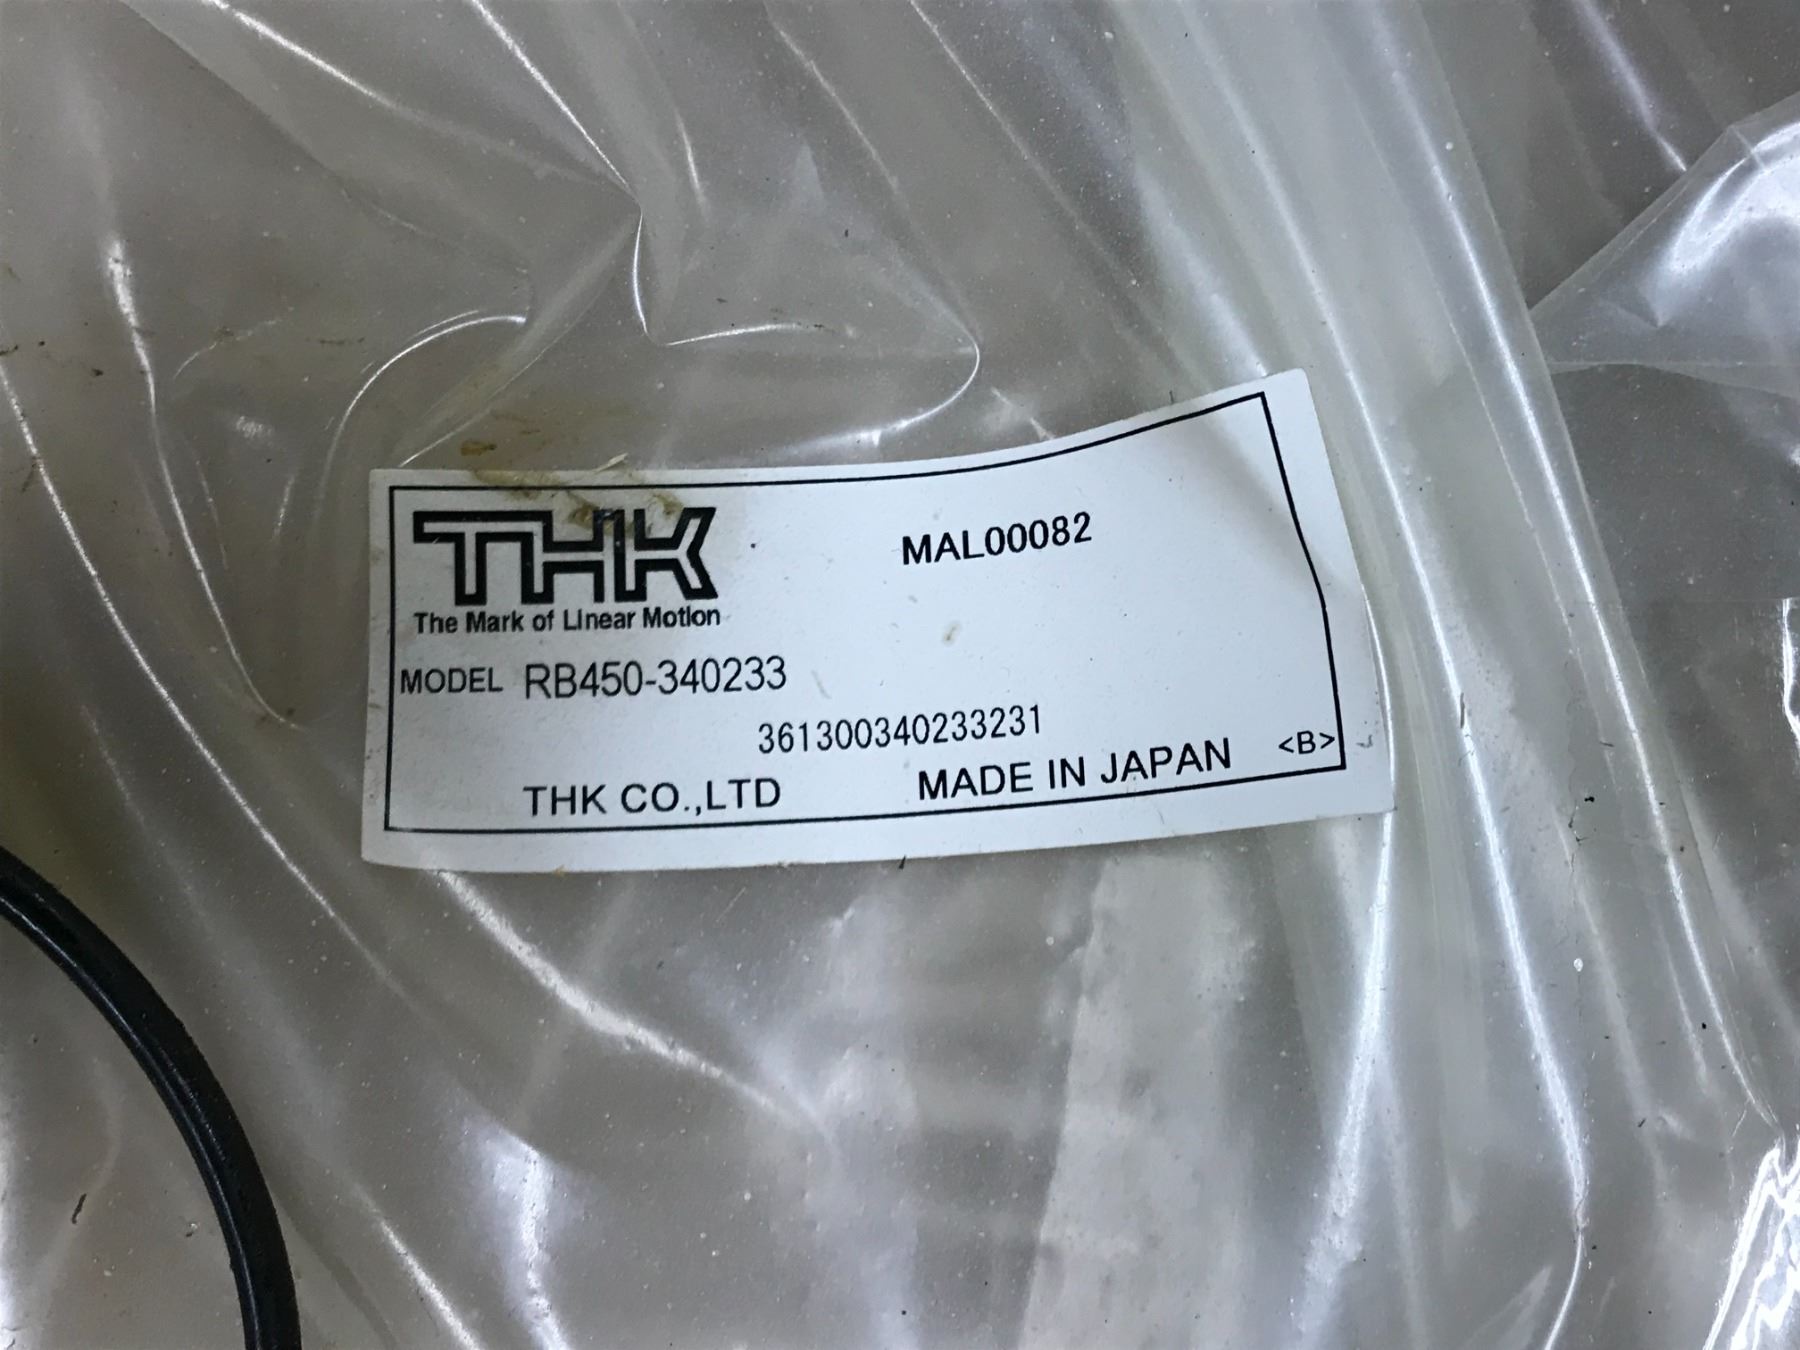 THK
MAL00082
The Mark of Linear Motion
MODEL RB450-340233
361300340233231
THK CO.,LTD MADE IN JAPAN <B>